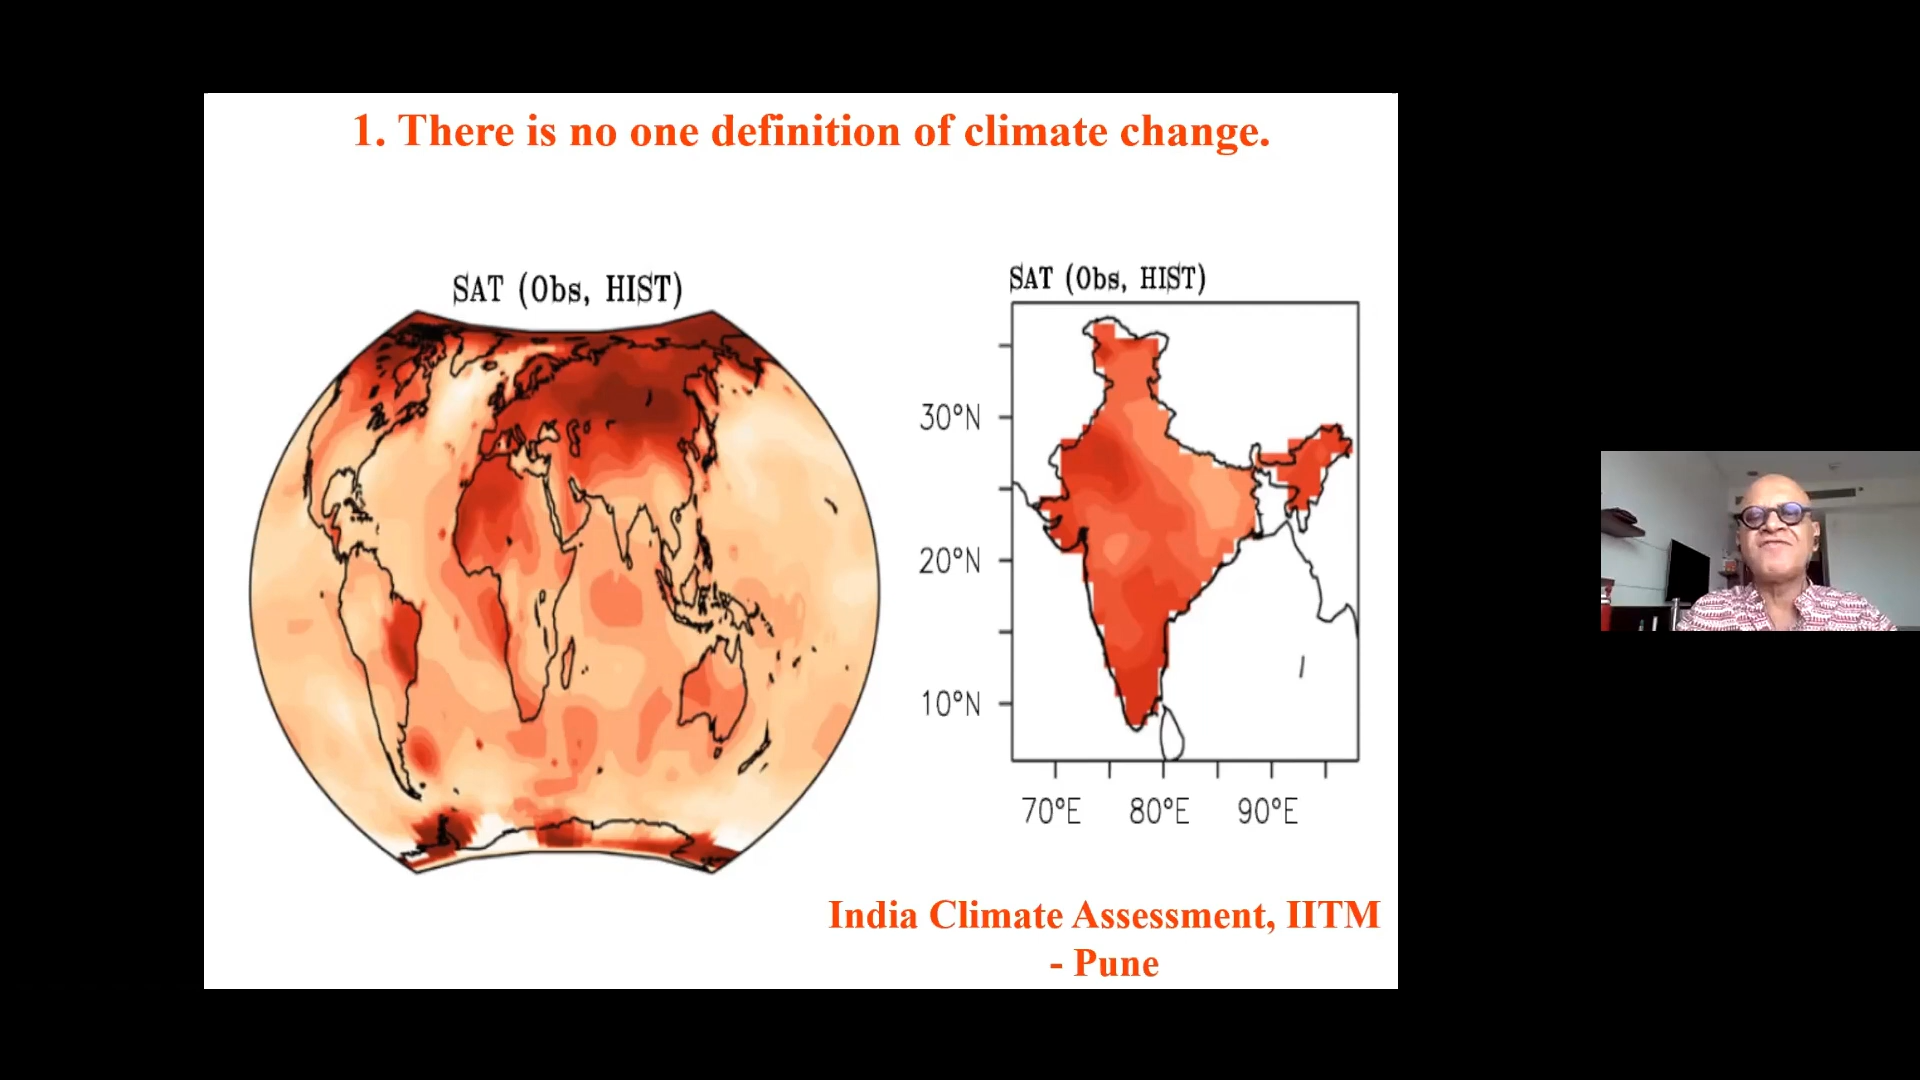 1. There is no one definition of climate change.
SAT (Obs, HIST)
SAT (Obs, HIST)
30°N
20°N
10°N
70°E 80°E 90°E
India Climate Assessment, IITM
- Pune